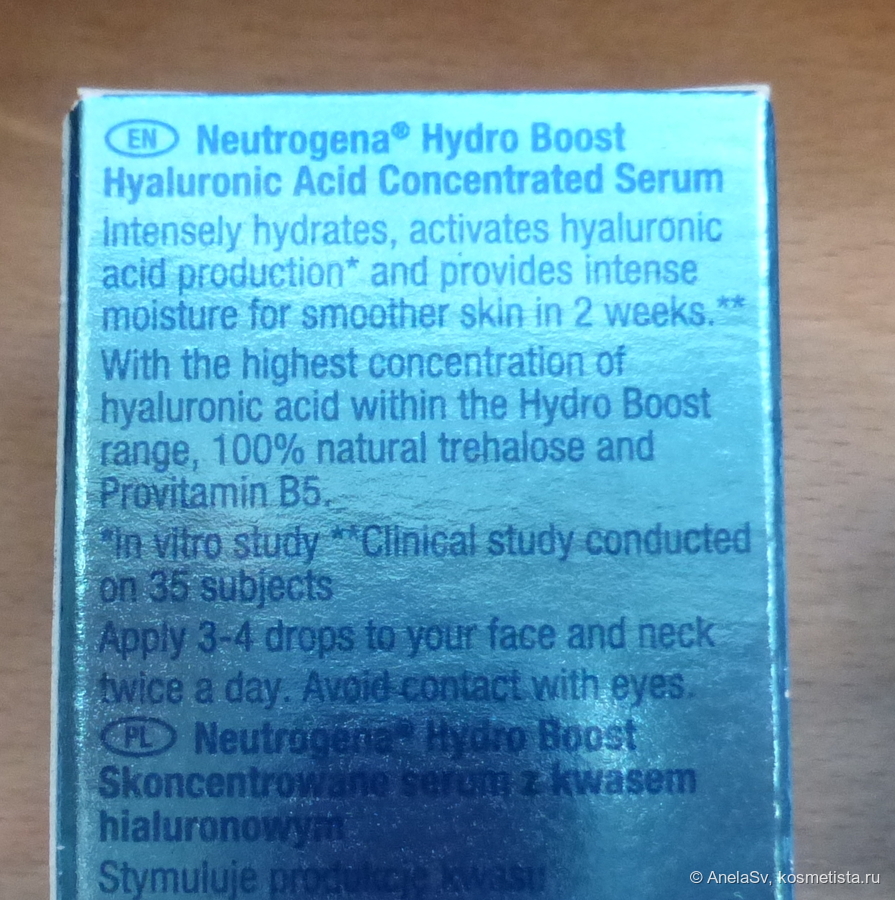 EN Neutrogena® Hydro Boost
Hyaluronic Acid Concentrated Serum
Intensely hydrates, activates hyaluronic
acid production* and provides intense
moisture for smoother skin in 2 weeks.**
With the highest concentration of
hyaluronic acid within the Hydro Boost
range, 100% natural trehalose and
Provitamin B5.
*In vitro study **Clinical study conducted
on 35 subjects
Apply 3-4 drops to your face and neck
twice a day. Avoid contact with eyes.
PL Neutrogena® Hydro Boost
Skoncentrowane serum z kwasem
hialuronowym
Stymuluje produkcję kwasu
© AnelaSv, kosmetista.ru